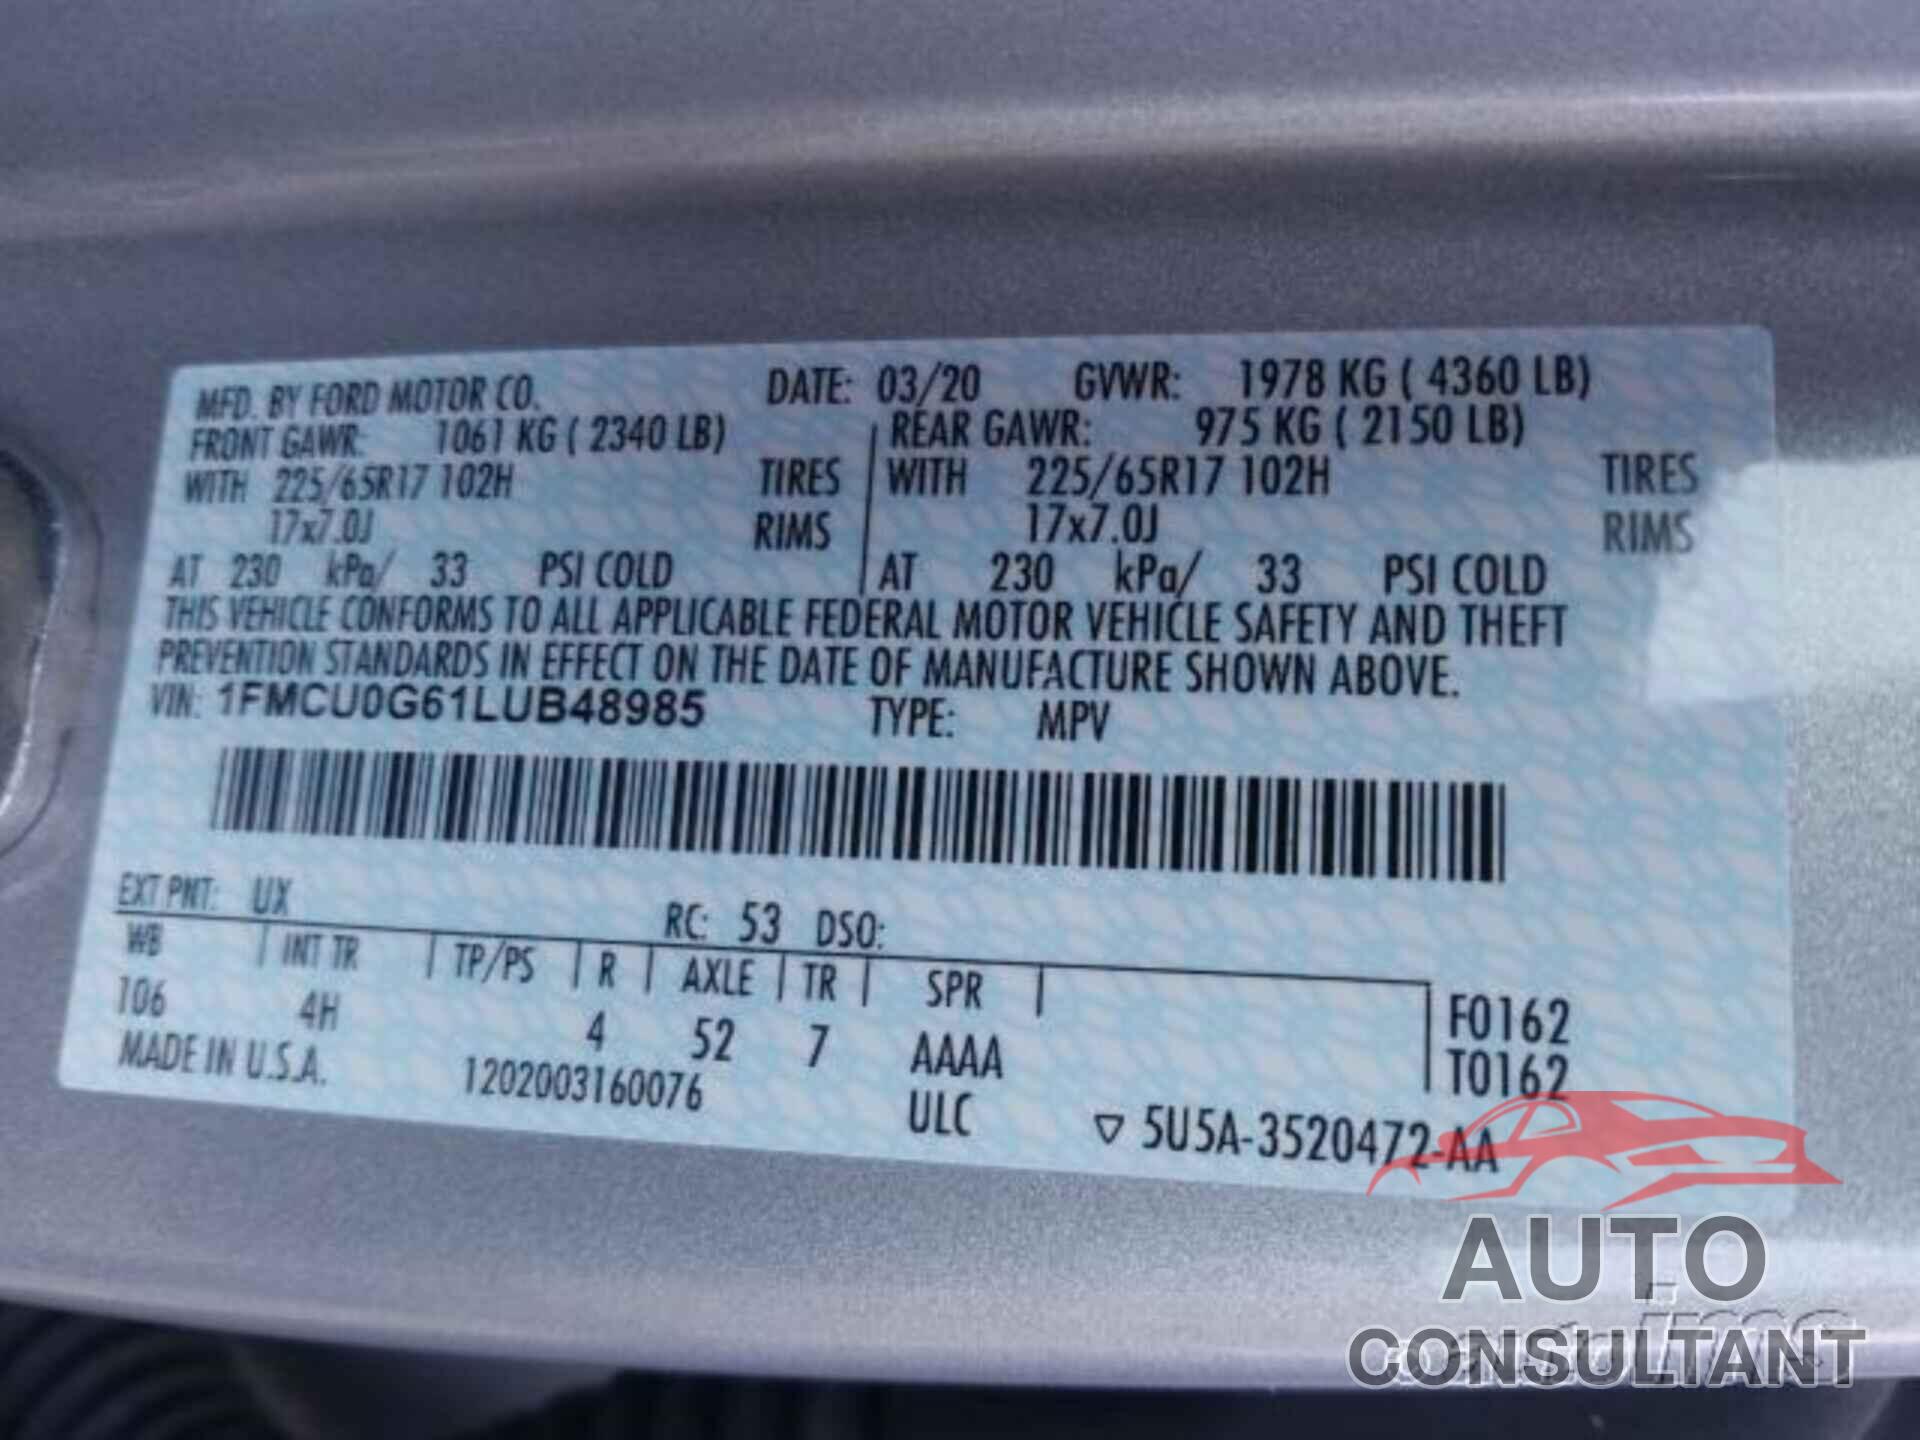 MFD. BY FORD MOTOR CO. DATE: 03/20 GVWR: 1978 KG ( 4360 LB)
FRONT GAWR: 1061 KG ( 2340 LB) REAR GAWR: 975 KG ( 2150 LB)
WITH 225/65R17 102H TIRES WITH 225/65R17 102H TIRES
17x7.0J RIMS 17x7.0J RIMS
AT 230 kPa/ 33 PSI COLD AT 230 kPa/ 33 PSI COLD
THIS VEHICLE CONFORMS TO ALL APPLICABLE FEDERAL MOTOR VEHICLE SAFETY AND THEFT
PREVENTION STANDARDS IN EFFECT ON THE DATE OF MANUFACTURE SHOWN ABOVE.
VIN: 1FMCU0G61LUB48985 TYPE: MPV
EXT PNT: UX RC: 53 DSO:
WB INT TR TP/PS R AXLE TR SPR
106 4H 4 52 7 AAAA F0162
T0162
MADE IN U.S.A. 1202003160076 ULC ▽ 5U5A-3520472-AA
AUTO
CONSULTANT